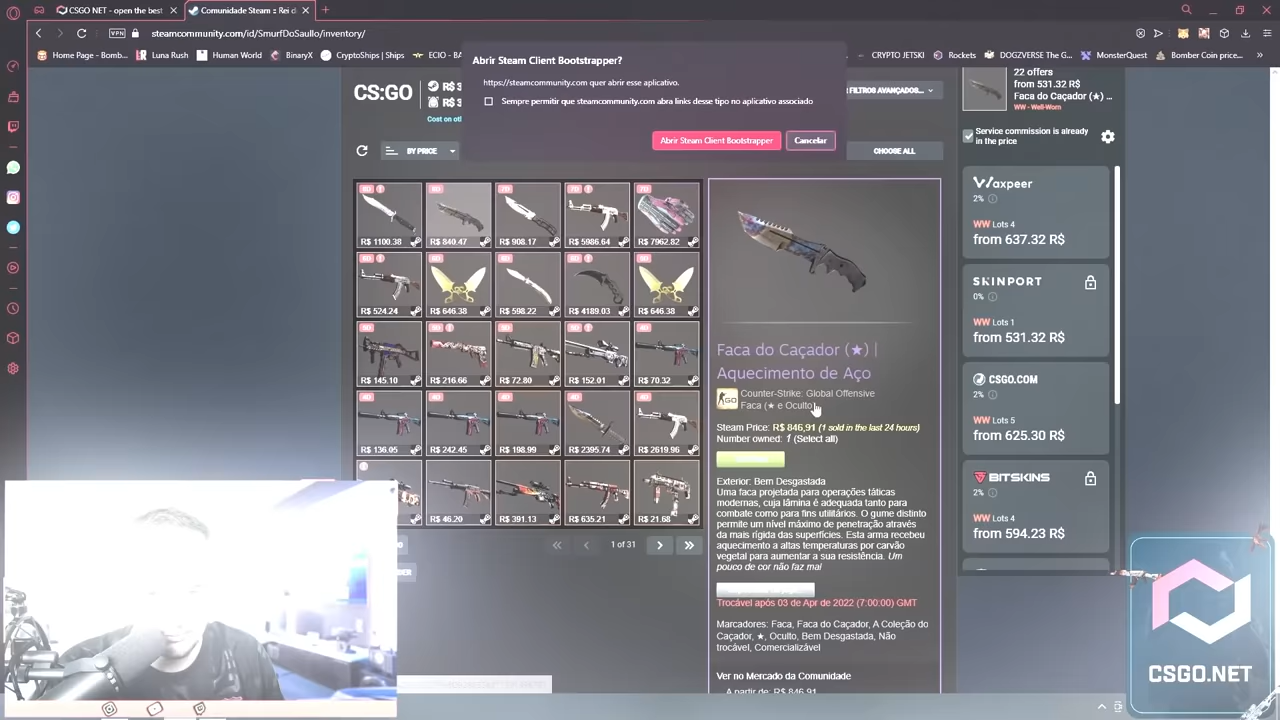 CSGO.NET - open the best
Comunidade Steam :: Rei d
VPN
steamcommunity.com/id/SmurfDoSaullo/inventory/
Home Page - Bomb...
Luna Rush
Human World
BinaryX
CryptoShips | Ships
ECIO - BA
CRYPTO JETSKI
Rockets
DOGZVERSE The G...
MonsterQuest
Bomber Coin price...
Abrir Steam Client Bootstrapper?
https://steamcommunity.com quer abrir esse aplicativo.
Sempre permitir que steamcommunity.com abra links desse tipo no aplicativo associado
Abrir Steam Client Bootstrapper
Cancelar
CS:GO
R$ 3
R$ 3
Cost on oth
FILTROS AVANÇADOS...
BY PRICE
CHOOSE ALL
22 offers
from 531.32 R$
Faca do Caçador (★) ...
WW - Well-Worn
Service commission is already
in the price
R$ 1100.38
R$ 840.47
R$ 908.17
R$ 5986.64
R$ 7962.82
R$ 524.24
R$ 646.38
R$ 598.22
R$ 4189.03
R$ 646.38
R$ 145.10
R$ 216.66
R$ 72.80
R$ 152.01
R$ 70.32
R$ 136.05
R$ 242.45
R$ 198.99
R$ 2395.74
R$ 2619.96
R$ 46.20
R$ 391.13
R$ 635.21
R$ 21.68
1 of 31
Faca do Caçador (★) |
Aquecimento de Aço
Counter-Strike: Global Offensive
Faca (★ e Oculto)
Steam Price: R$ 846,91 (1 sold in the last 24 hours)
Number owned: 1 (Select all)
Exterior: Bem Desgastada
Uma faca projetada para operações táticas
modernas, cuja lâmina é adequada tanto para
combate como para fins utilitários. O gume distinto
permite um nível máximo de penetração através
da mais rígida das superfícies. Esta arma recebeu
aquecimento a altas temperaturas por carvão
vegetal para aumentar a sua resistência. Um
pouco de cor não faz mal
Trocável após 03 de Apr de 2022 (7:00:00) GMT
Marcadores: Faca, Faca do Caçador, A Coleção do
Caçador, ★, Oculto, Bem Desgastada, Não
trocável, Comercializável
Ver no Mercado da Comunidade
A partir de: R$ 846,91
waxpeer
2%
WW Lots 4
from 637.32 R$
SKINPORT
0%
WW Lots 1
from 531.32 R$
CSGO.COM
2%
WW Lots 5
from 625.30 R$
BITSKINS
2%
WW Lots 4
from 594.23 R$
CSGO.NET